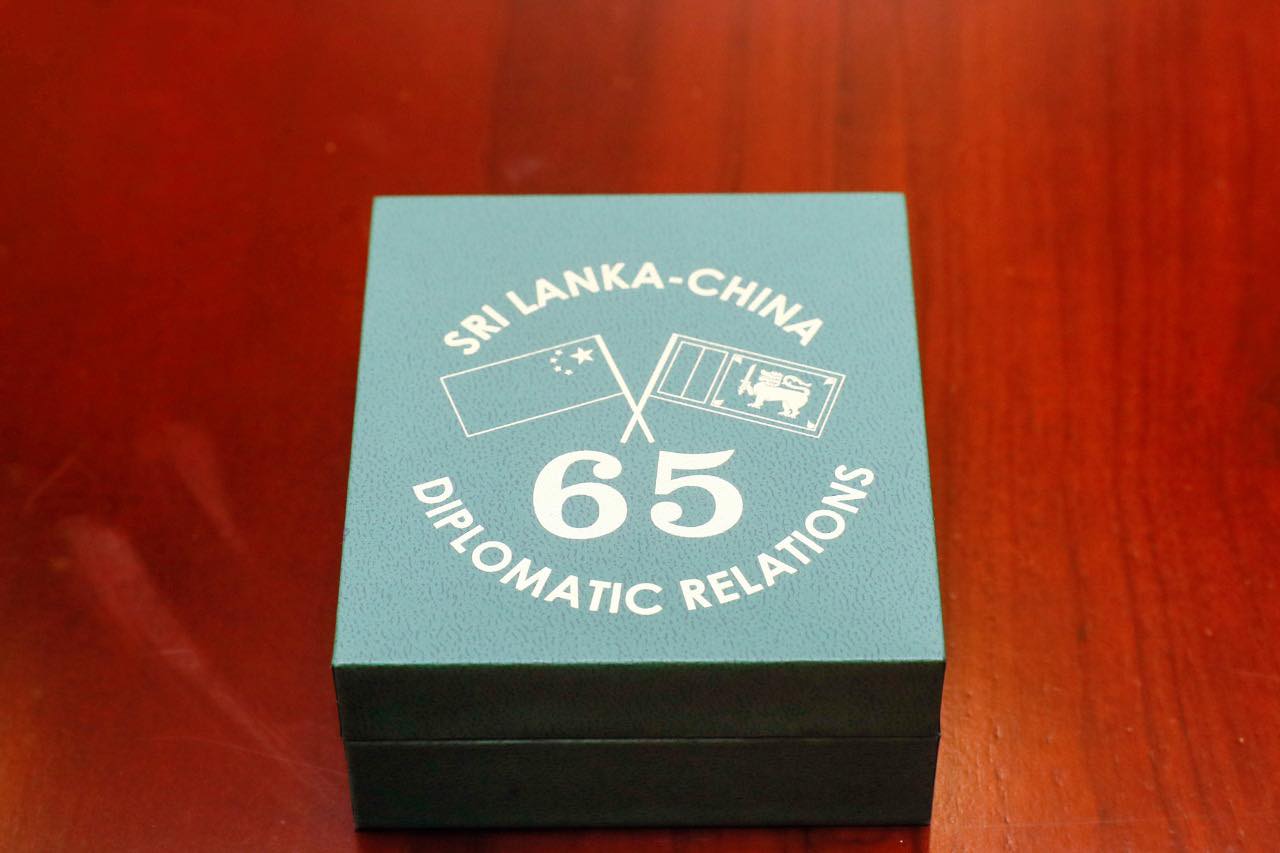 SRI LANKA-CHINA
65
DIPLOMATIC RELATIONS